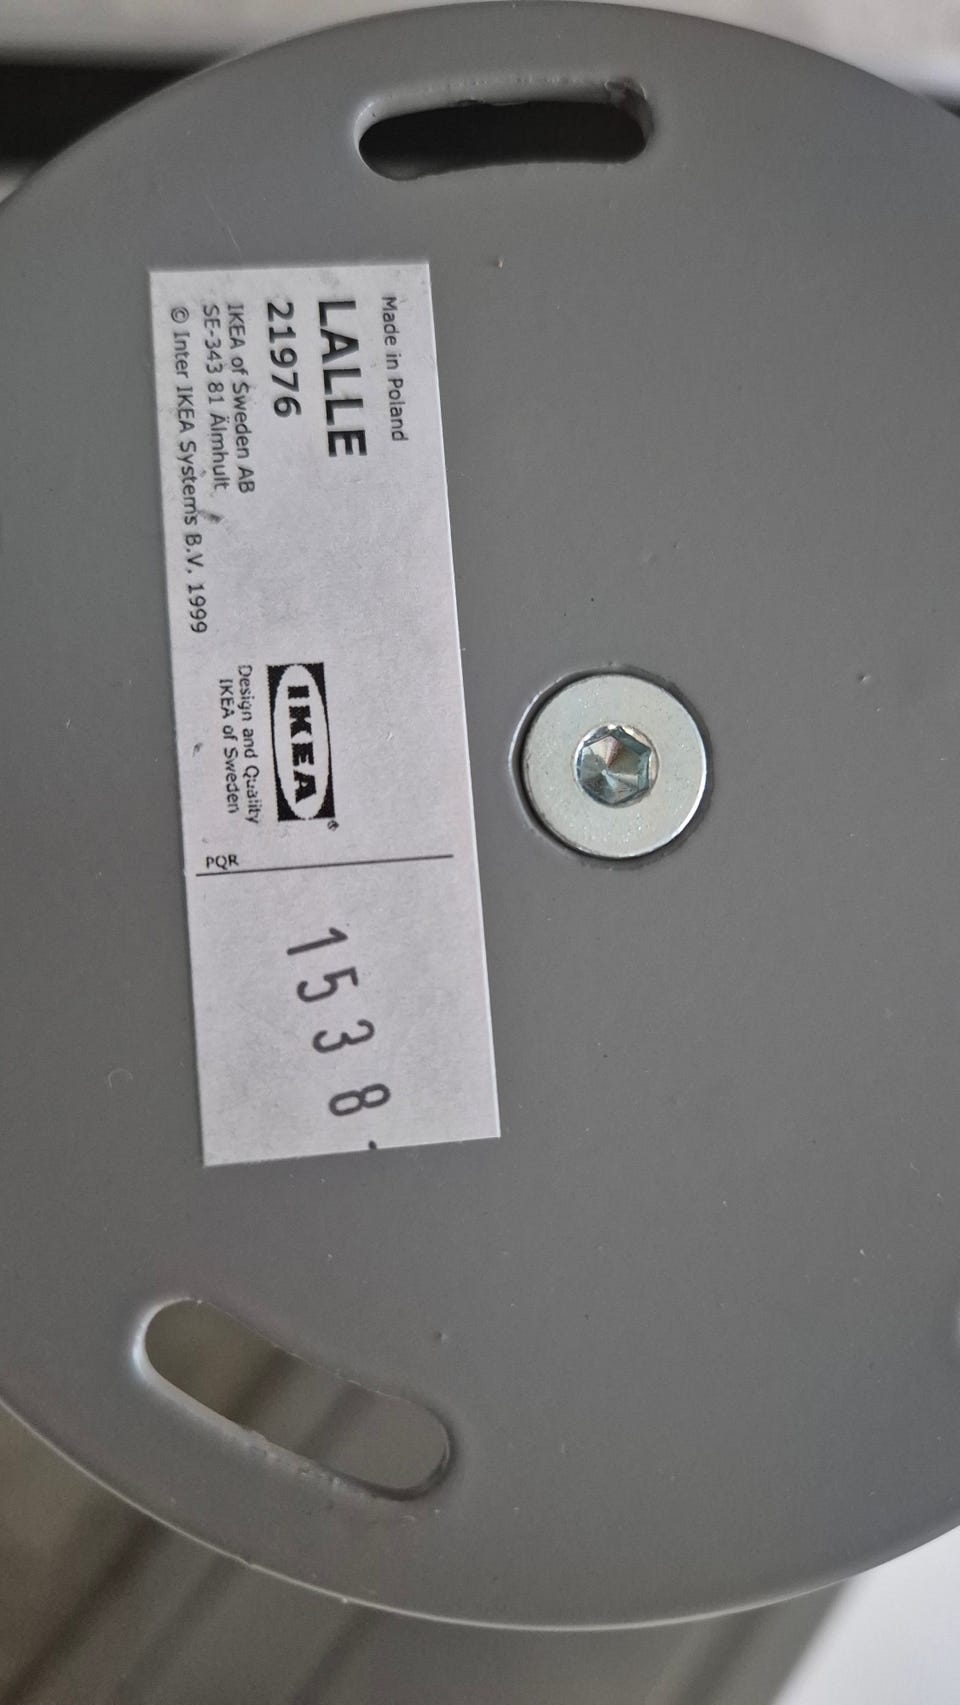 Made in Poland
LALLE
21976
IKEA of Sweden AB
SE-343 81 Älmhult
© Inter IKEA Systems B.V. 1999
IKEA®
Design and Quality
IKEA of Sweden
PQR
1538